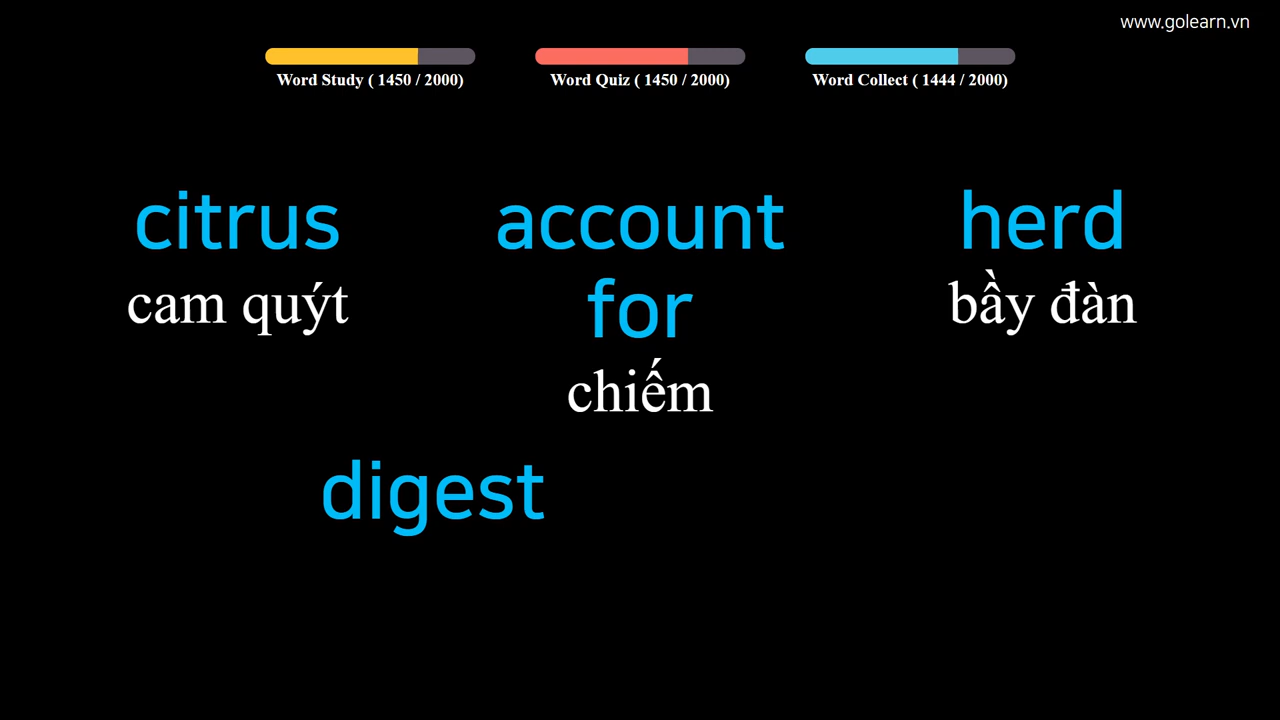 www.golearn.vn
Word Study ( 1450 / 2000)
Word Quiz ( 1450 / 2000)
Word Collect ( 1444 / 2000)
citrus
cam quýt
account
for
chiếm
herd
bầy đàn
digest